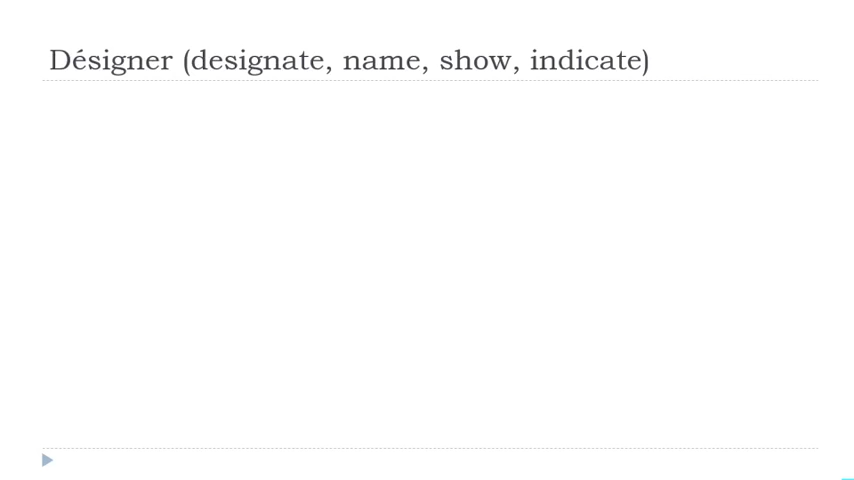 Désigner (designate, name, show, indicate)